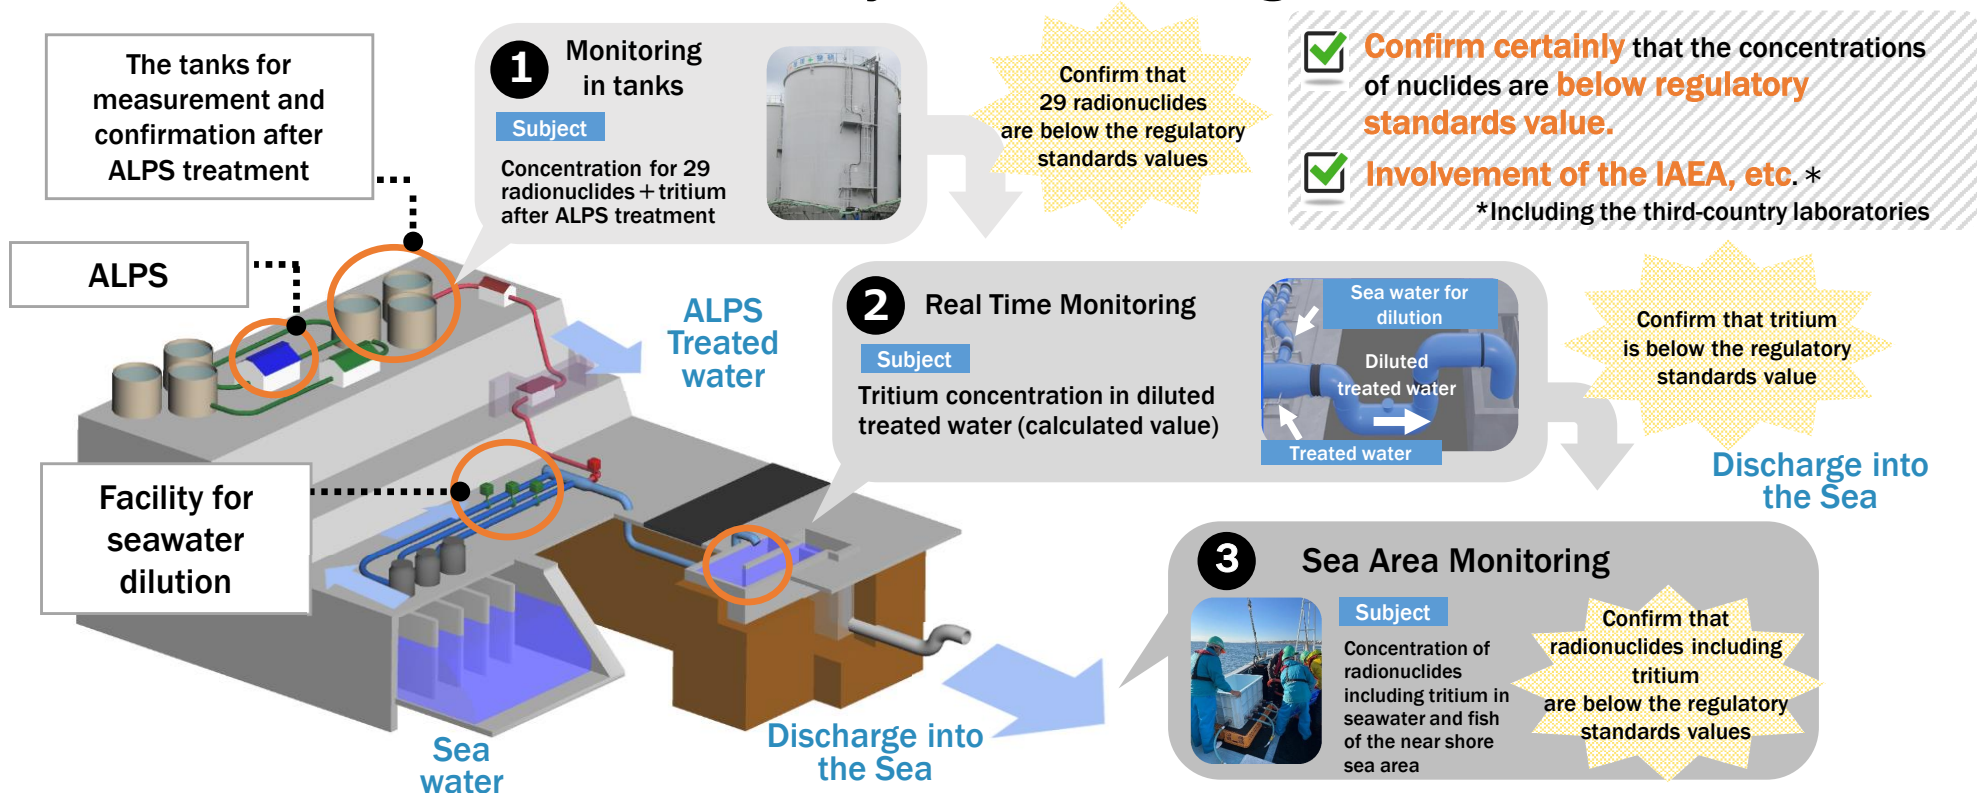 The tanks for
measurement and
confirmation after
ALPS treatment
ALPS
Facility for
seawater
dilution
1
Monitoring
in tanks
Subject
Concentration for 29
radionuclides+tritium
after ALPS treatment
Confirm that
29 radionuclides
are below the regulatory
standards values
Confirm certainly that the concentrations
of nuclides are below regulatory
standards value.
Involvement of the IAEA, etc. *
*Including the third-country laboratories
ALPS
Treated
water
2
Real Time Monitoring
Subject
Tritium concentration in diluted
treated water (calculated value)
Sea water for
dilution
Diluted
treated water
Treated water
Confirm that tritium
is below the regulatory
standards value
Discharge into
the Sea
3
Sea Area Monitoring
Subject
Concentration of
radionuclides
including tritium in
seawater and fish
of the near shore
sea area
Confirm that
radionuclides including
tritium
are below the regulatory
standards values
Sea
water
Discharge into
the Sea